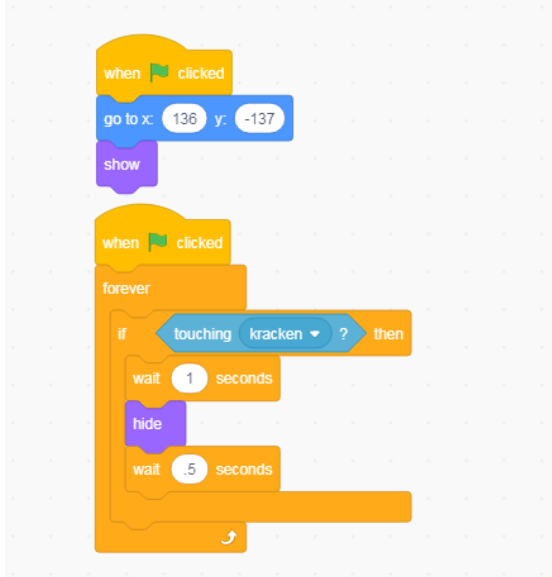 when clicked
go to x: 136 y: -137
show
when clicked
forever
if touching kracken ? then
wait 1 seconds
hide
wait .5 seconds